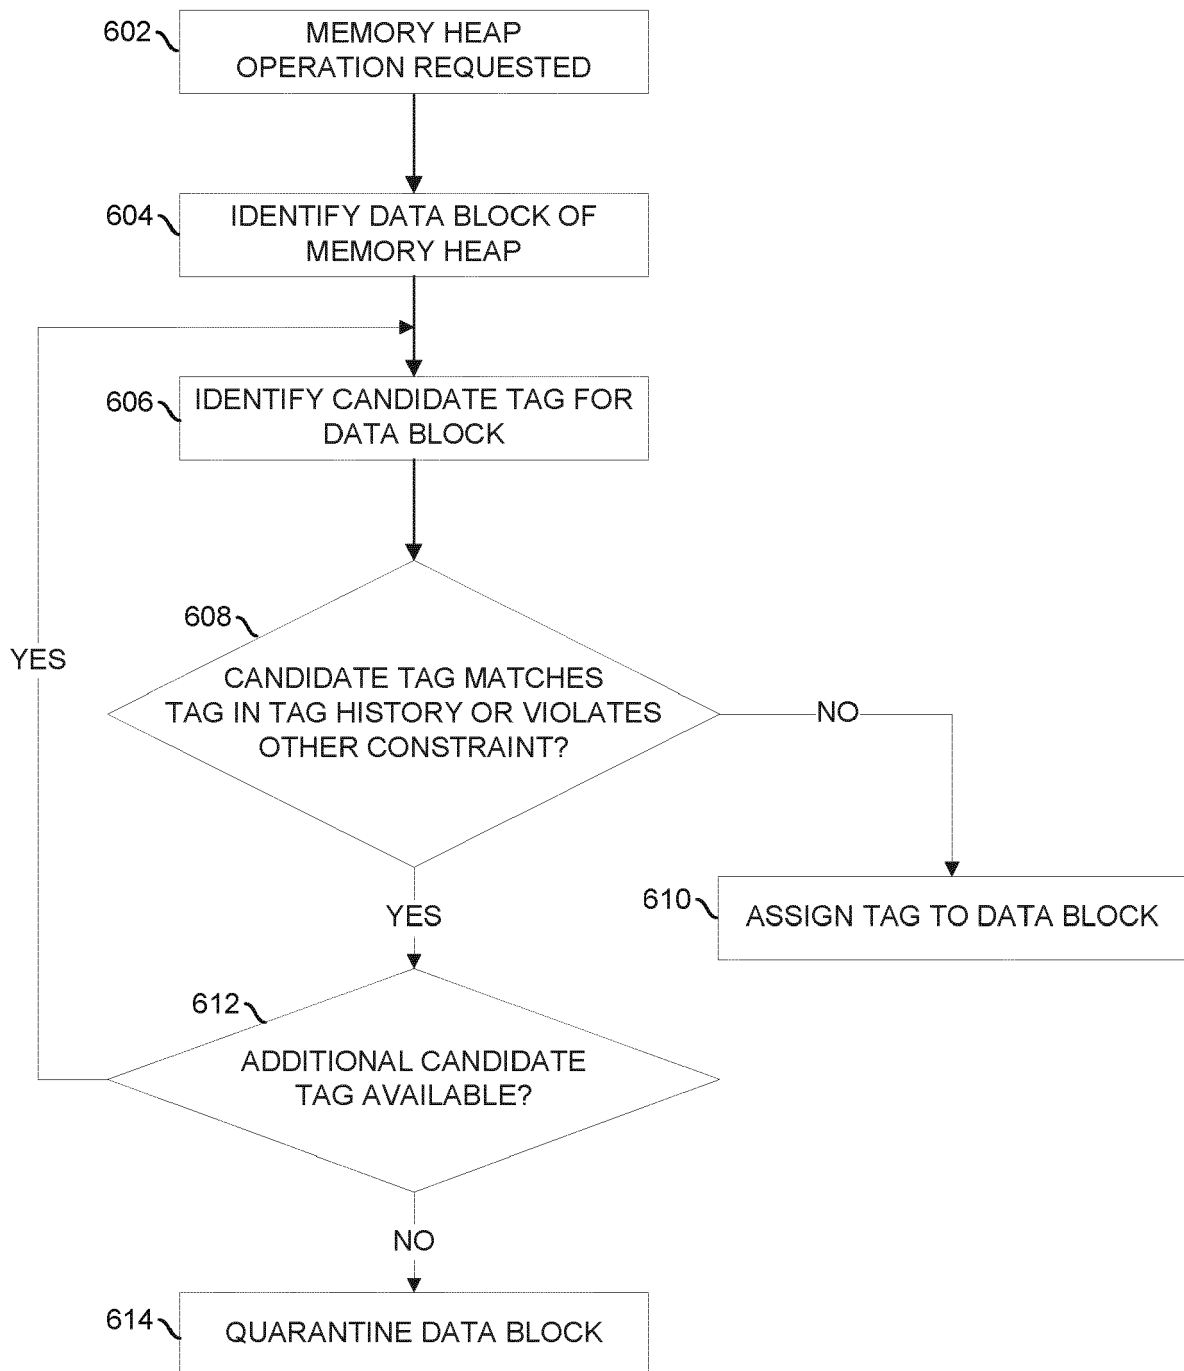 602
MEMORY HEAP
OPERATION REQUESTED
604
IDENTIFY DATA BLOCK OF
MEMORY HEAP
606
IDENTIFY CANDIDATE TAG FOR
DATA BLOCK
608
CANDIDATE TAG MATCHES
TAG IN TAG HISTORY OR VIOLATES
OTHER CONSTRAINT?
YES
NO
610
ASSIGN TAG TO DATA BLOCK
YES
612
ADDITIONAL CANDIDATE
TAG AVAILABLE?
NO
614
QUARANTINE DATA BLOCK